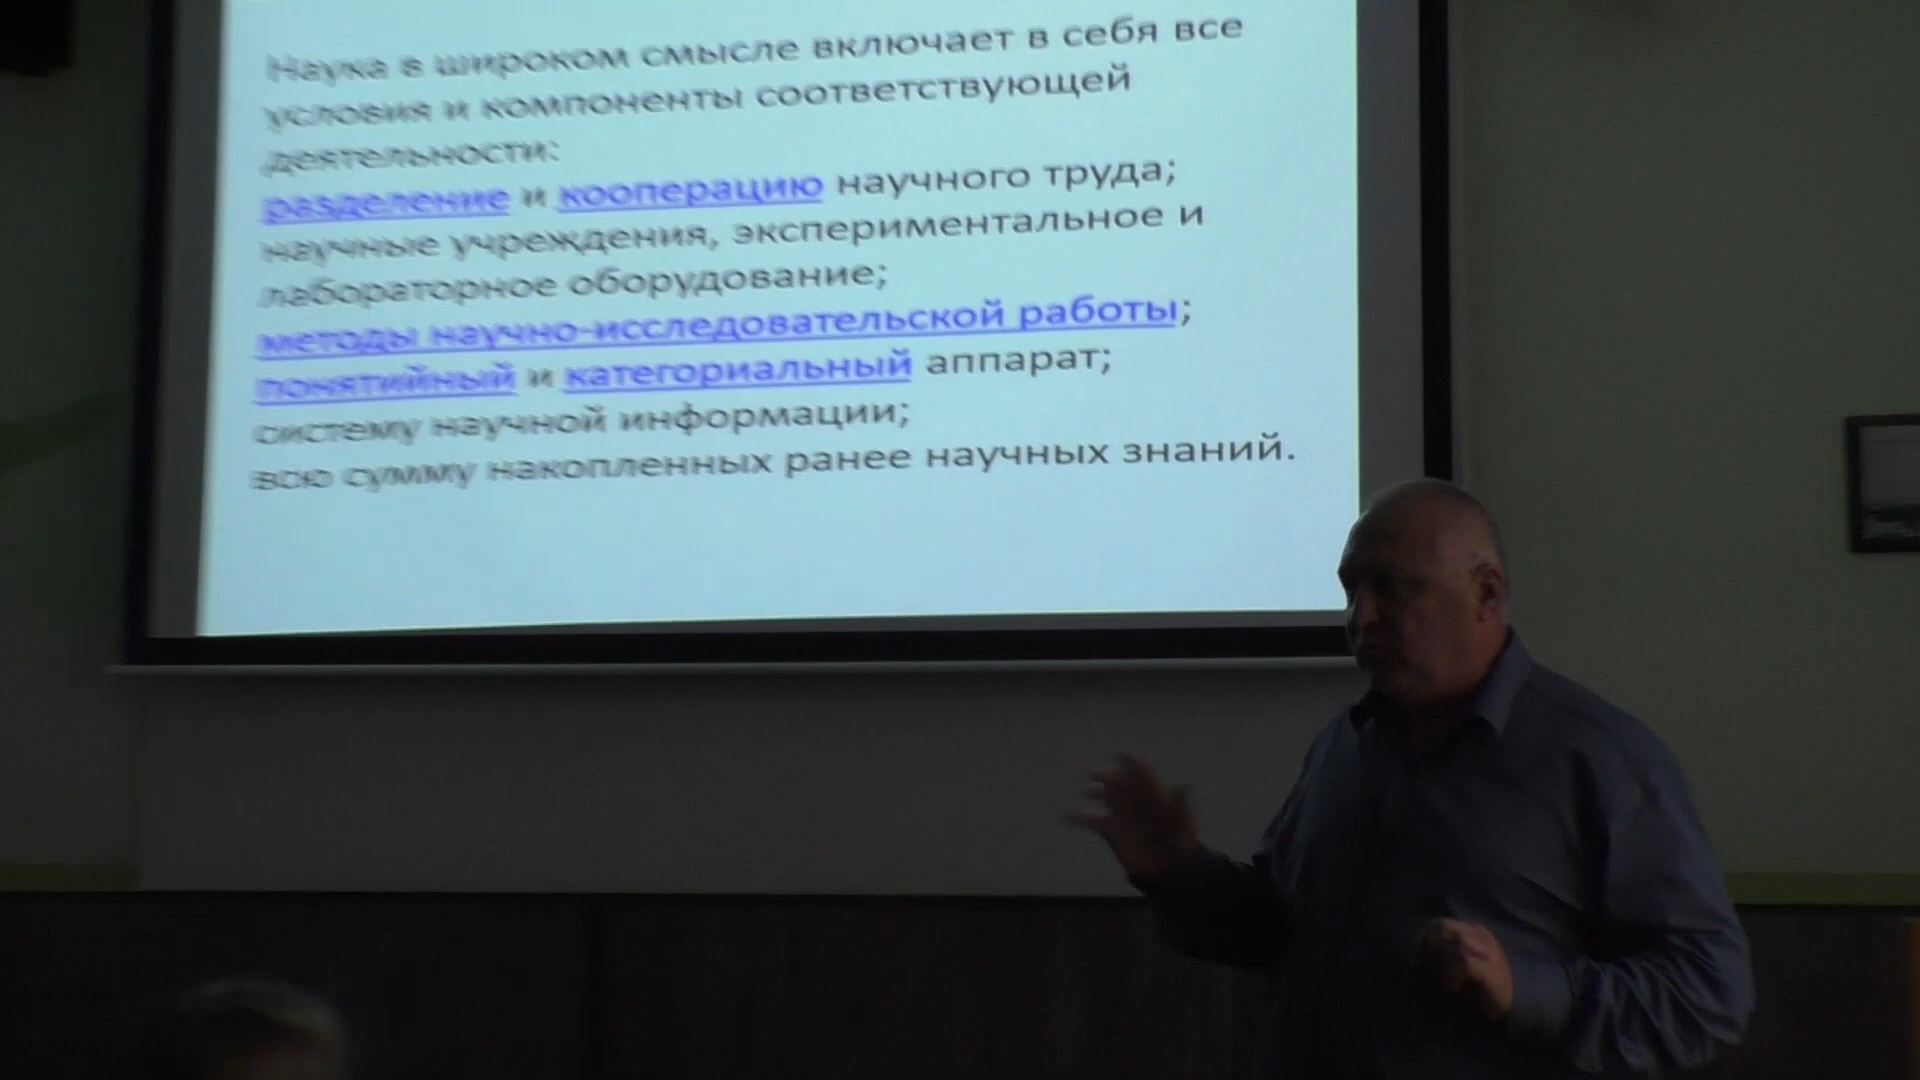 Наука в широком смысле включает в себя все
условия и компоненты соответствующей
деятельности:
разделение и кооперацию научного труда;
научные учреждения, экспериментальное и
лабораторное оборудование;
методы научно-исследовательской работы;
понятийный и категориальный аппарат;
систему научной информации;
всю сумму накопленных ранее научных знаний.